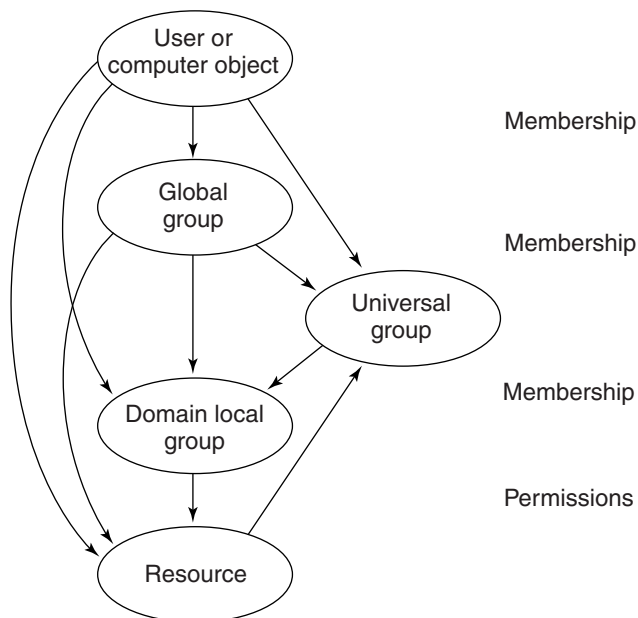 User or
computer object
Membership
Global
group
Membership
Universal
group
Membership
Domain local
group
Permissions
Resource